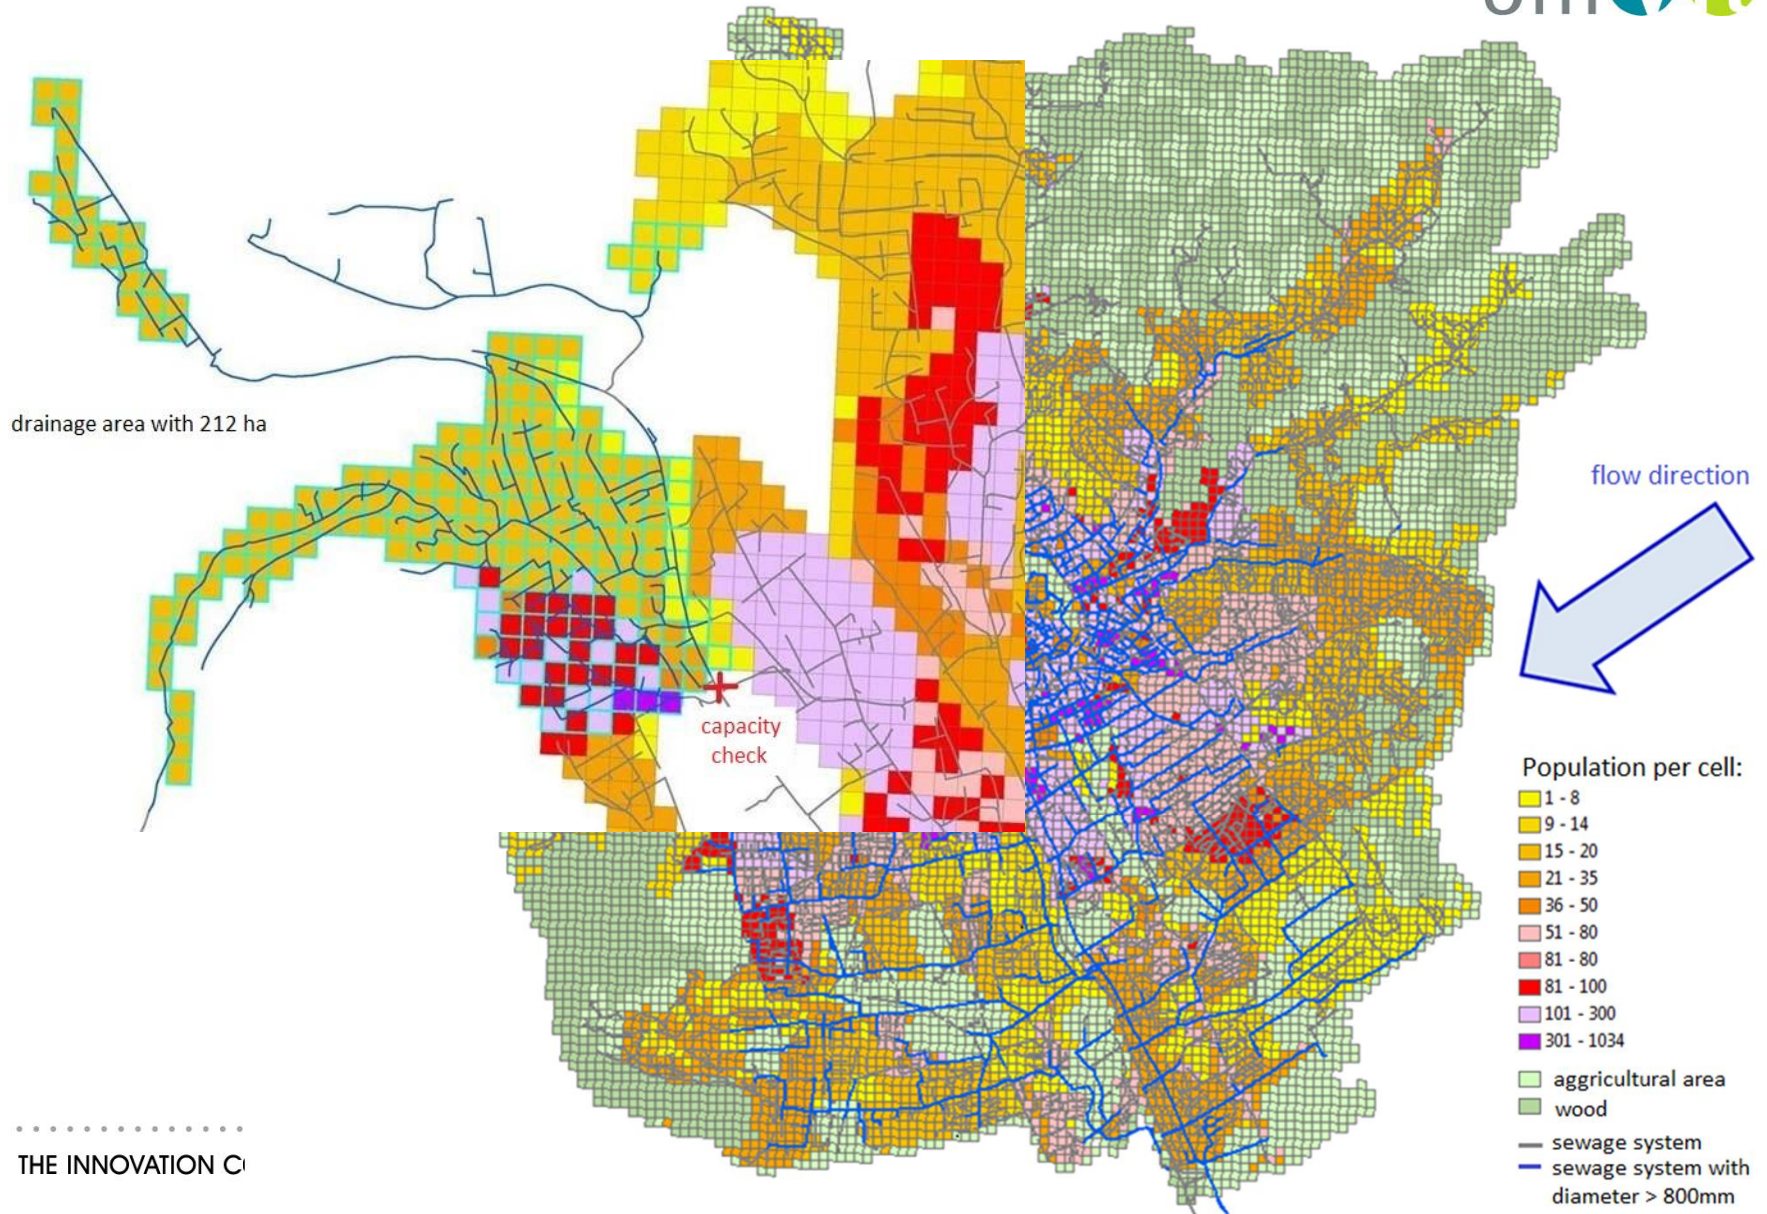 drainage area with 212 ha
capacity
check
flow direction
Population per cell:
1 - 8
9 - 14
15 - 20
21 - 35
36 - 50
51 - 80
81 - 80
81 - 100
101 - 300
301 - 1034
aggricultural area
wood
sewage system
sewage system with
diameter > 800mm
THE INNOVATION